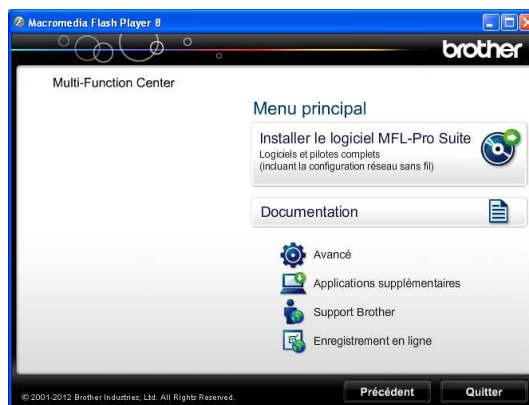 Macromedia Flash Player 8
brother
Multi-Function Center
Menu principal
Installer le logiciel MFL-Pro Suite
Logiciels et pilotes complets
(incluant la configuration réseau sans fil)
Documentation
Avancé
Applications supplémentaires
Support Brother
Enregistrement en ligne
© 2001-2012 Brother Industries, Ltd. All Rights Reserved.
Précédent
Quitter